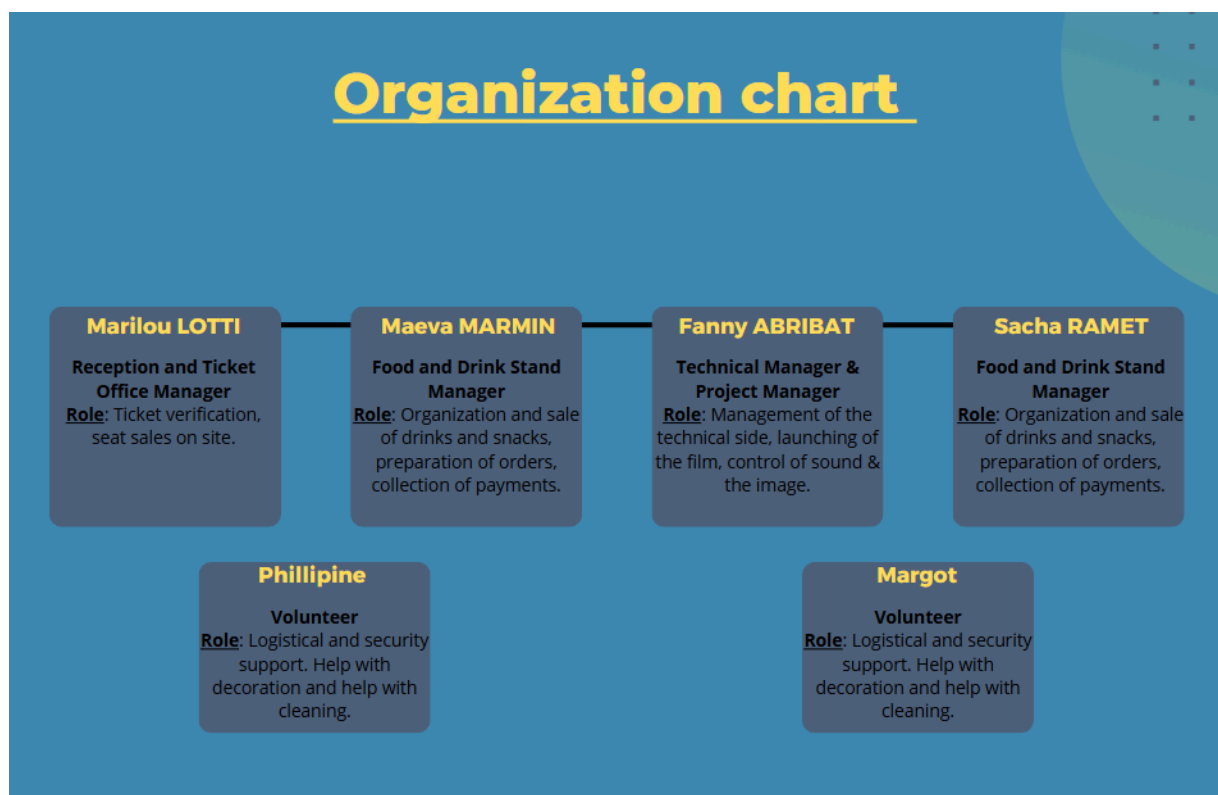 Organization chart
Marilou LOTTI
Reception and Ticket
Office Manager
Role: Ticket verification,
seat sales on site.
Maeva MARMIN
Food and Drink Stand
Manager
Role: Organization and sale
of drinks and snacks,
preparation of orders,
collection of payments.
Fanny ABRIBAT
Technical Manager &
Project Manager
Role: Management of the
technical side, launching of
the film, control of sound &
the image.
Sacha RAMET
Food and Drink Stand
Manager
Role: Organization and sale
of drinks and snacks,
preparation of orders,
collection of payments.
Phillipine
Volunteer
Role: Logistical and security
support. Help with
decoration and help with
cleaning.
Margot
Volunteer
Role: Logistical and security
support. Help with
decoration and help with
cleaning.